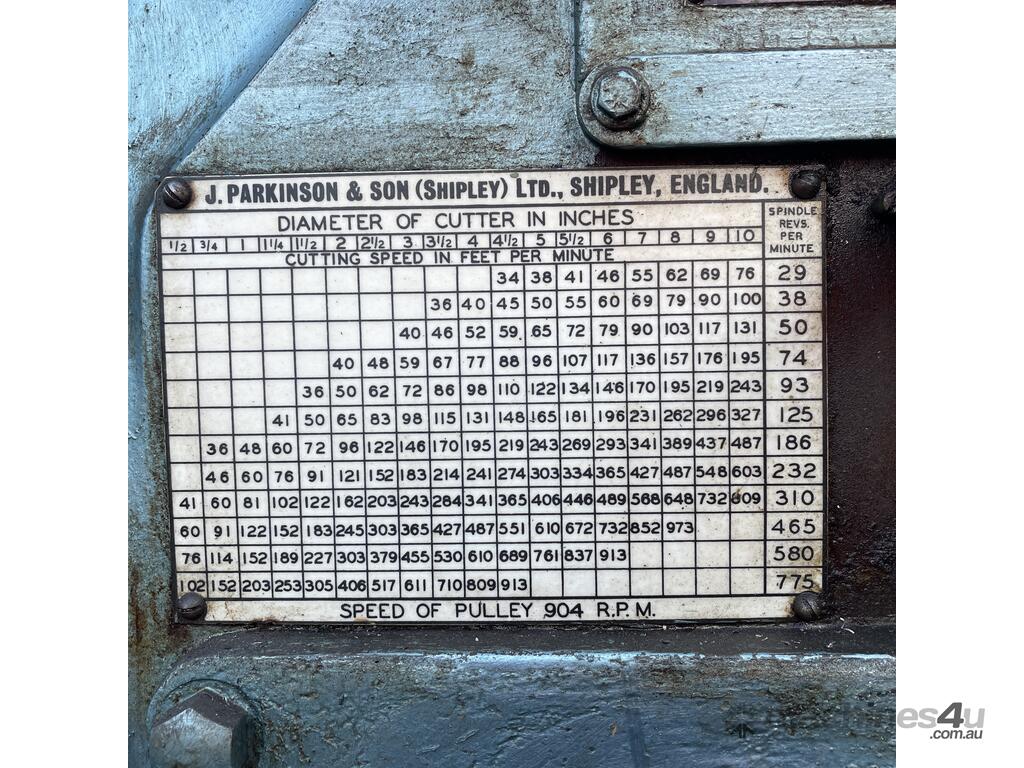 J. PARKINSON & SON (SHIPLEY) LTD., SHIPLEY, ENGLAND.
DIAMETER OF CUTTER IN INCHES
SPINDLE REVS. PER MINUTE
1/2 3/4 1 1 1/4 1 1/2 2 2 1/2 3 3 1/2 4 4 1/2 5 5 1/2 6 7 8 9 10
CUTTING SPEED IN FEET PER MINUTE
34 38 41 46 55 62 69 76 29
36 40 45 50 55 60 69 79 90 100 38
40 46 52 59 65 72 79 90 103 117 131 50
40 48 59 67 77 88 96 107 117 136 157 176 195 74
36 50 62 72 86 98 110 122 134 146 170 195 219 243 93
41 50 65 83 98 115 131 148 165 181 196 231 262 296 327 125
36 48 60 72 96 122 146 170 195 219 243 269 293 341 389 437 487 186
46 60 76 91 121 152 183 214 241 274 303 334 365 427 487 548 603 232
41 60 81 102 122 162 203 243 284 341 365 406 446 489 568 648 732 809 310
60 91 122 152 183 245 303 365 427 487 551 610 672 732 852 973 465
76 114 152 189 227 303 379 455 530 610 689 761 837 913 580
102 152 203 253 305 406 517 611 710 809 913 775
SPEED OF PULLEY 904 R.P.M.
machines4u
.com.au